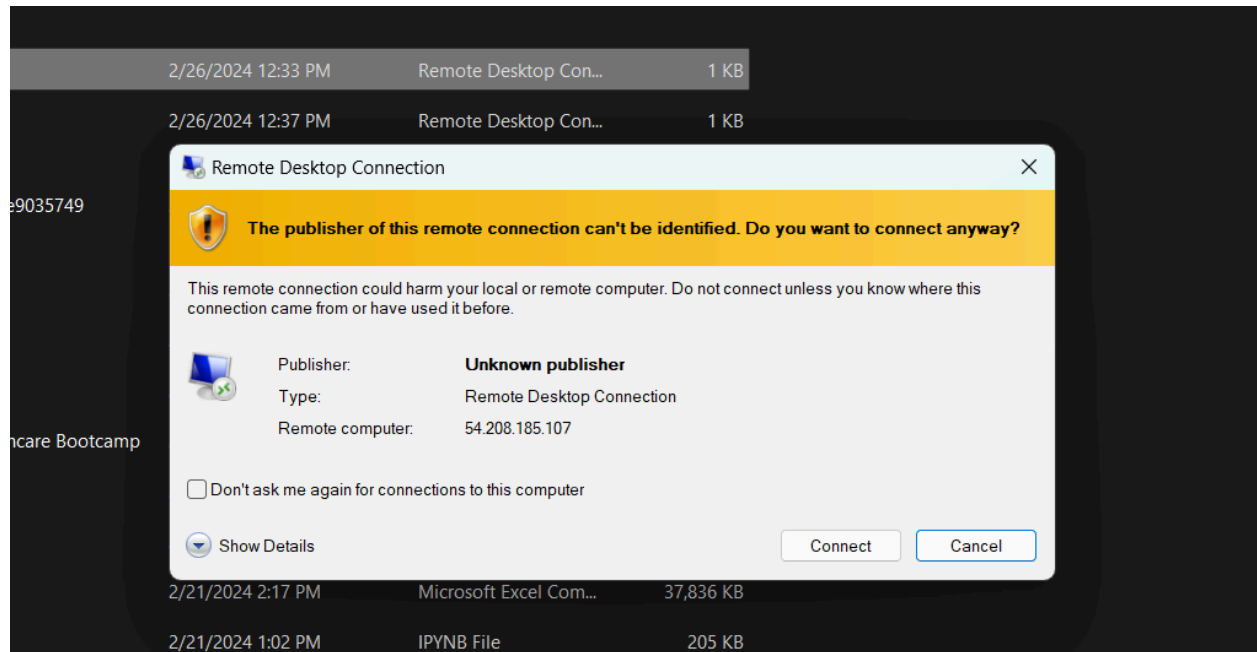 2/26/2024 12:33 PM Remote Desktop Con... 1 KB
2/26/2024 12:37 PM Remote Desktop Con... 1 KB
Remote Desktop Connection
e9035749
The publisher of this remote connection can't be identified. Do you want to connect anyway?
This remote connection could harm your local or remote computer. Do not connect unless you know where this
connection came from or have used it before.
Publisher: Unknown publisher
Type: Remote Desktop Connection
Remote computer: 54.208.185.107
ncare Bootcamp
Don't ask me again for connections to this computer
Show Details Connect Cancel
2/21/2024 2:17 PM Microsoft Excel Com... 37,836 KB
2/21/2024 1:02 PM IPYNB File 205 KB